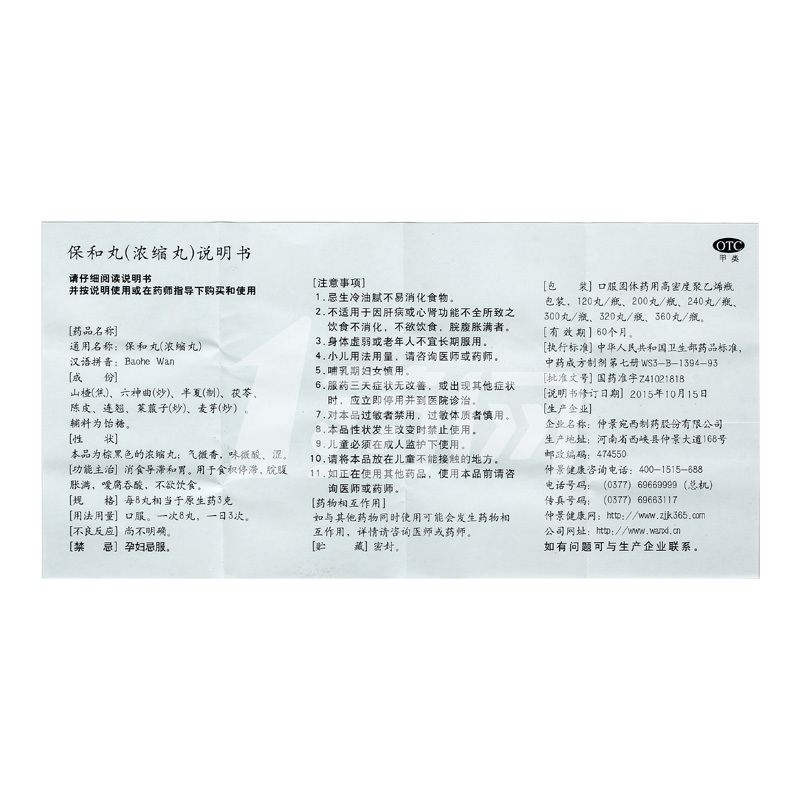 保和丸(浓缩丸)说明书
请仔细阅读说明书
并按说明使用或在药师指导下购买和使用
[药品名称]
通用名称：保和丸(浓缩丸)
汉语拼音：Baohe Wan
[成　　份]
山楂(焦)、六神曲(炒)、半夏(制)、茯苓、
陈皮、连翘、莱菔子(炒)、麦芽(炒)。
辅料为饴糖。
[性　　状]
本品为棕黑色的浓缩丸；气微香，味微酸、涩。
[功能主治] 消食导滞和胃。用于食积停滞，脘腹
胀满，嗳腐吞酸，不欲饮食。
[规　　格] 每8丸相当于原生药3克
[用法用量] 口服。一次8丸，一日3次。
[不良反应] 尚不明确。
[禁　　忌] 孕妇忌服。
[注意事项]
1.忌生冷油腻不易消化食物。
2.不适用于因肝病或心肾功能不全所致之
饮食不消化，不欲饮食，脘腹胀满者。
3.身体虚弱或老年人不宜长期服用。
4.小儿用法用量，请咨询医师或药师。
5.哺乳期妇女慎用。
6.服药三天症状无改善，或出现其他症状
时，应立即停用并到医院诊治。
7.对本品过敏者禁用，过敏体质者慎用。
8.本品性状发生改变时禁止使用。
9.儿童必须在成人监护下使用。
10.请将本品放在儿童不能接触的地方。
11.如正在使用其他药品，使用本品前请咨
询医师或药师。
[药物相互作用]
如与其他药物同时使用可能会发生药物相
互作用，详情请咨询医师或药师。
[贮　　藏] 密封。
OTC
甲类
[包　　装] 口服固体药用高密度聚乙烯瓶
包装，120丸/瓶、200丸/瓶、240丸/瓶、
300丸/瓶、320丸/瓶、360丸/瓶。
[有 效 期] 60个月。
[执行标准] 中华人民共和国卫生部药品标准，
中药成方制剂第七册WS3-B-1394-93
[批准文号] 国药准字Z41021818
[说明书修订日期] 2015年10月15日
[生产企业]
企业名称：仲景宛西制药股份有限公司
生产地址：河南省西峡县仲景大道168号
邮政编码：474550
仲景健康咨询电话：400-1515-688
电话号码：(0377) 69669999 (总机)
传真号码：(0377) 69663117
仲景健康网：http://www.zjjk365.com
公司网址：http://www.wanxi.cn
如有问题可与生产企业联系。